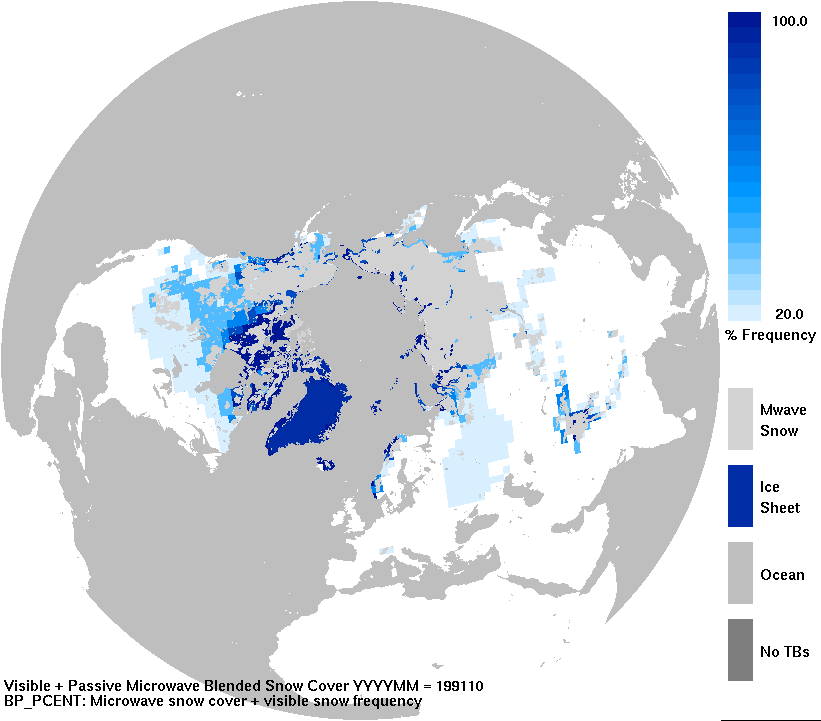 100.0
20.0
% Frequency
Mwave
Snow
Ice
Sheet
Ocean
No TBs
Visible + Passive Microwave Blended Snow Cover YYYYMM = 199110
BP_PCENT: Microwave snow cover + visible snow frequency